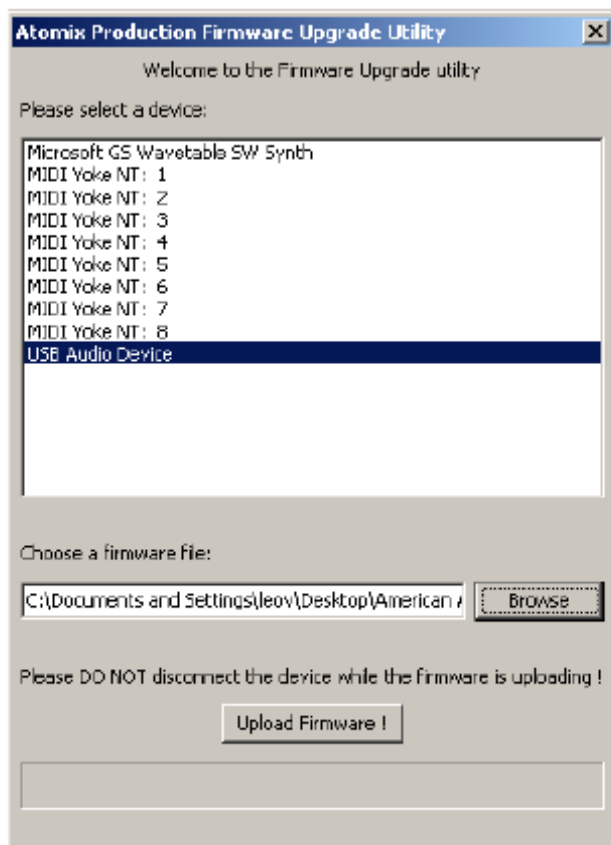 Atomix Production Firmware Upgrade Utility
Welcome to the Firmware Upgrade utility
Please select a device:
Microsoft GS Wavetable SW Synth
MIDI Yoke NT: 1
MIDI Yoke NT: 2
MIDI Yoke NT: 3
MIDI Yoke NT: 4
MIDI Yoke NT: 5
MIDI Yoke NT: 6
MIDI Yoke NT: 7
MIDI Yoke NT: 8
USB Audio Device
Choose a firmware file:
C:\Documents and Settings\leov\Desktop\American A
Browse
Please DO NOT disconnect the device while the firmware is uploading !
Upload Firmware !